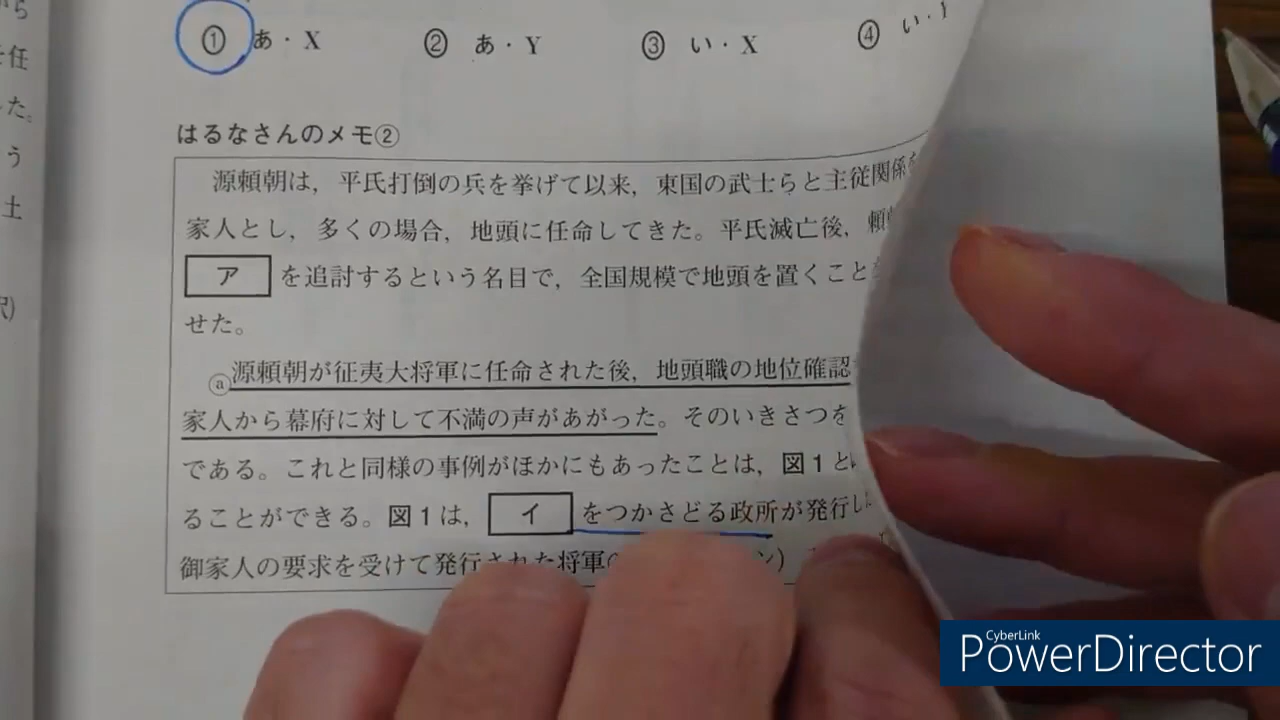 から
任
た。
う
土
① あ・X ② あ・Y ③ い・X ④ い・Y
はるなさんのメモ②
源頼朝は，平氏打倒の兵を挙げて以来，東国の武士らと主従関係を
家人とし，多くの場合，地頭に任命してきた。平氏滅亡後，頼
ア を追討するという名目で，全国規模で地頭を置くこと
せた。
ⓐ源頼朝が征夷大将軍に任命された後，地頭職の地位確認
家人から幕府に対して不満の声があがった。そのいきさつを
である。これと同様の事例がほかにもあったことは，図1と
ることができる。図1は， イ をつかさどる政所が発行し
御家人の要求を受けて発行された将軍の ン）
CyberLink
PowerDirector